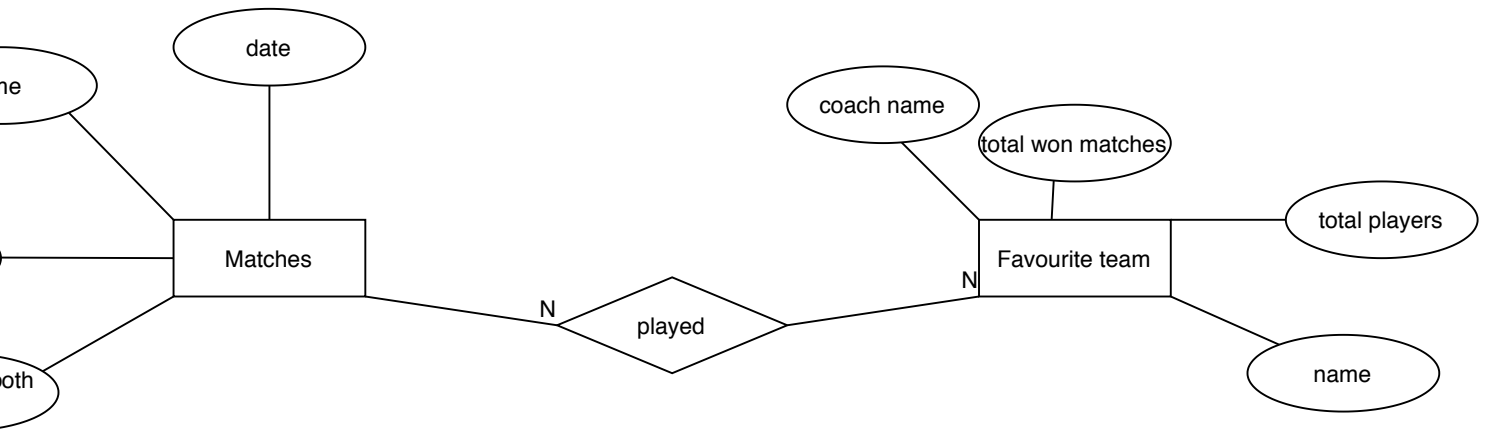 date
coach name
total won matches
total players
Matches
Favourite team
N
N
played
name